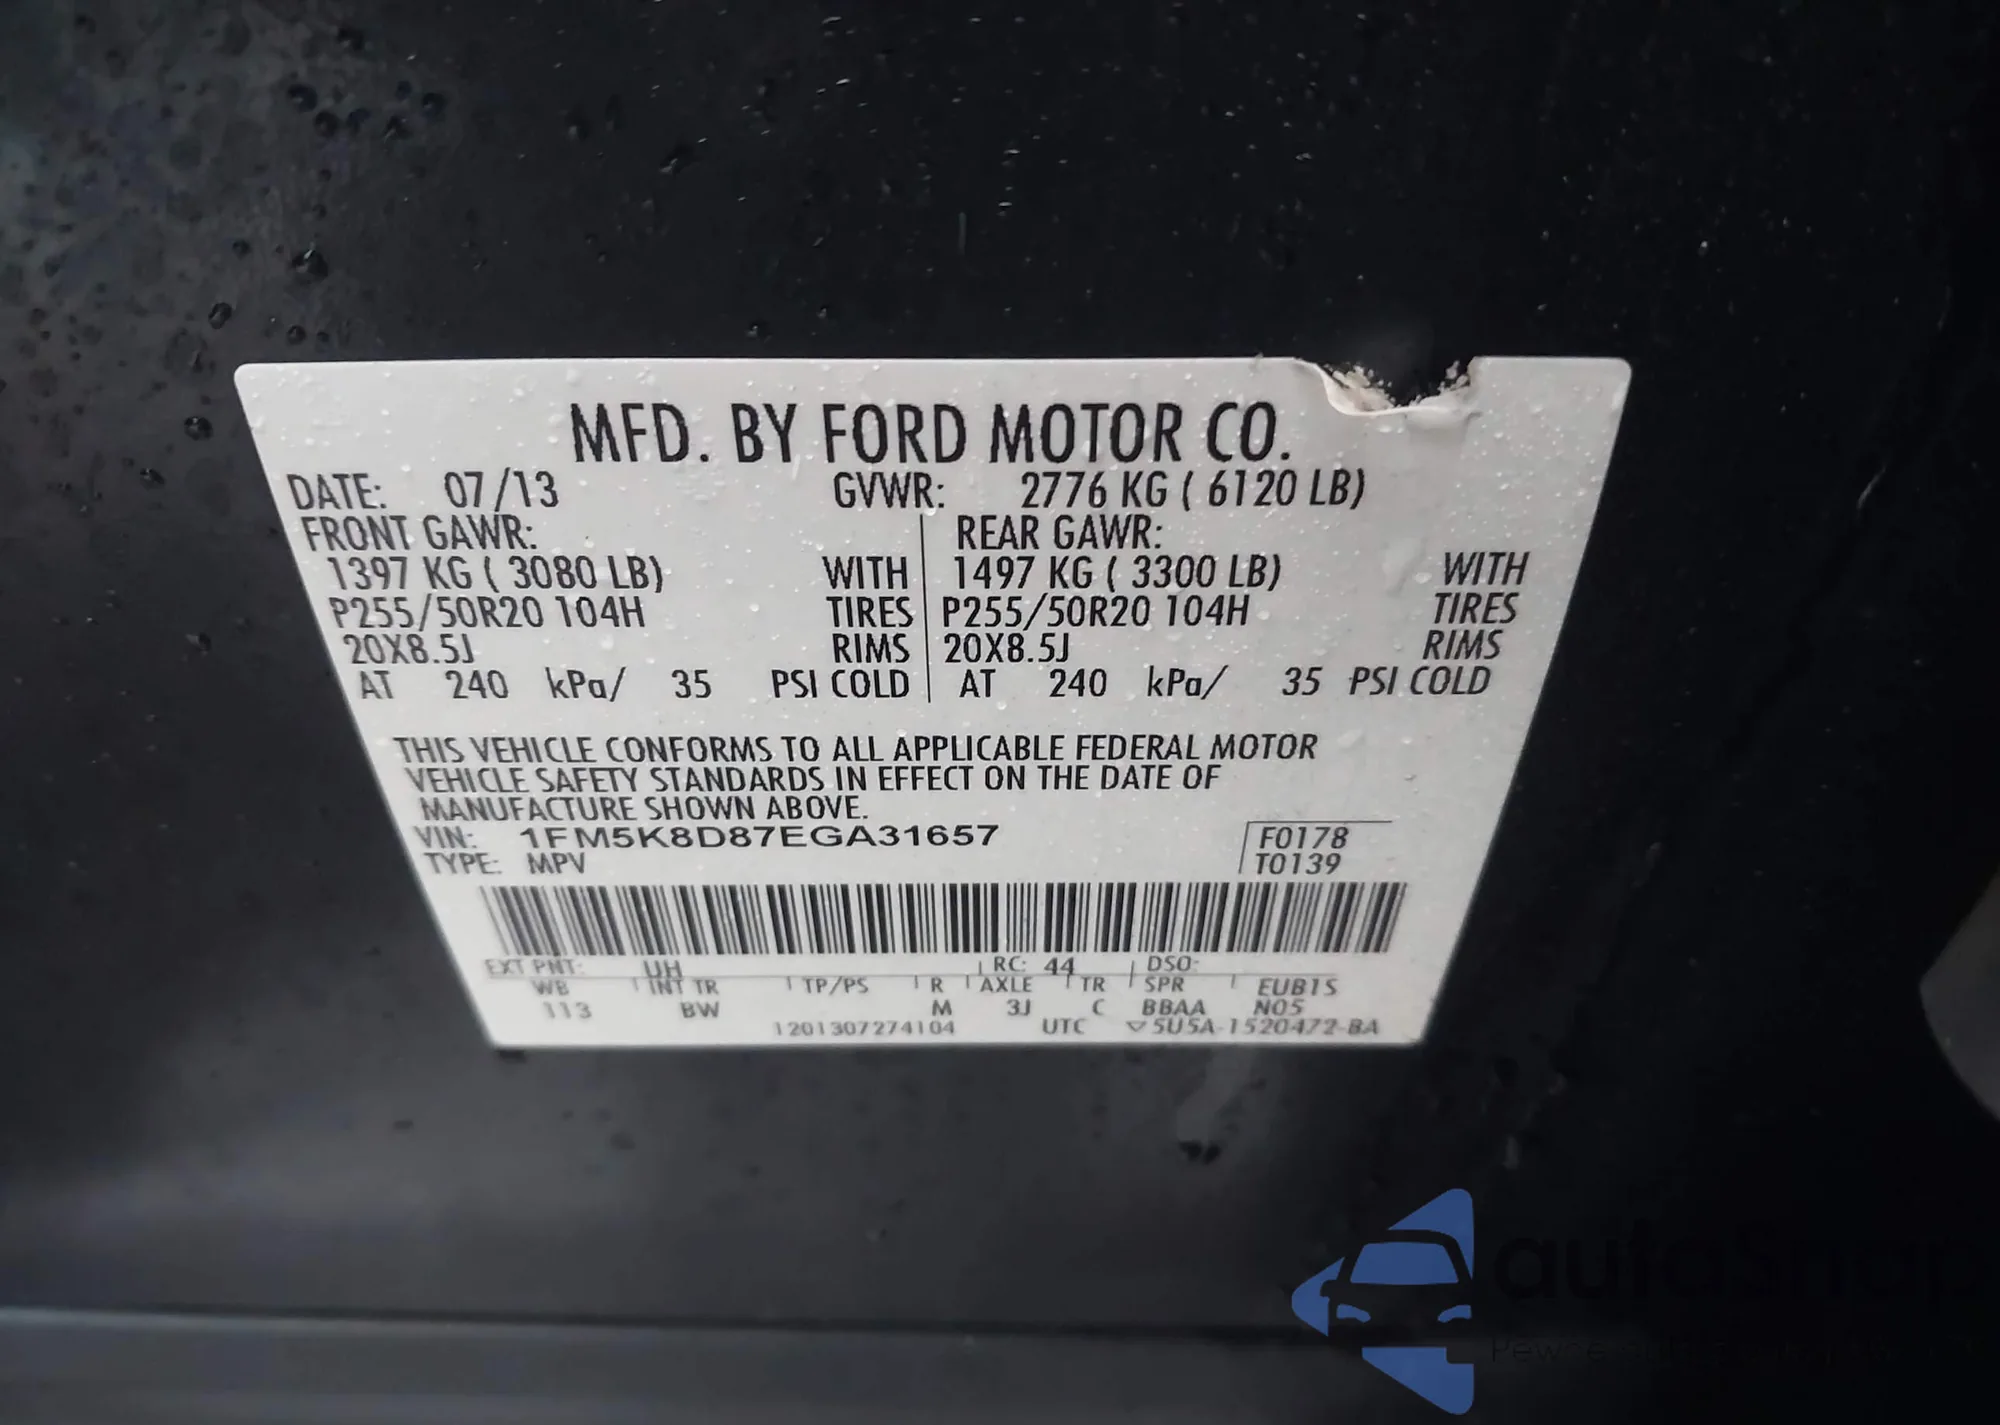 MFD. BY FORD MOTOR CO.
DATE: 07/13 GVWR: 2776 KG ( 6120 LB)
FRONT GAWR: REAR GAWR:
1397 KG ( 3080 LB) WITH 1497 KG ( 3300 LB) WITH
P255/50R20 104H TIRES P255/50R20 104H TIRES
20X8.5J RIMS 20X8.5J RIMS
AT 240 kPa/ 35 PSI COLD AT 240 kPa/ 35 PSI COLD
THIS VEHICLE CONFORMS TO ALL APPLICABLE FEDERAL MOTOR
VEHICLE SAFETY STANDARDS IN EFFECT ON THE DATE OF
MANUFACTURE SHOWN ABOVE.
VIN: 1FM5K8D87EGA31657 F0178
TYPE: MPV T0139
EXT PNT: UH RC: 44 DSO:
WB INT TR TP/PS R AXLE TR SPR EUB1S
113 BW M 3J C BBAA N05
1201307274104 UTC ▽5U5A-1520472-BA